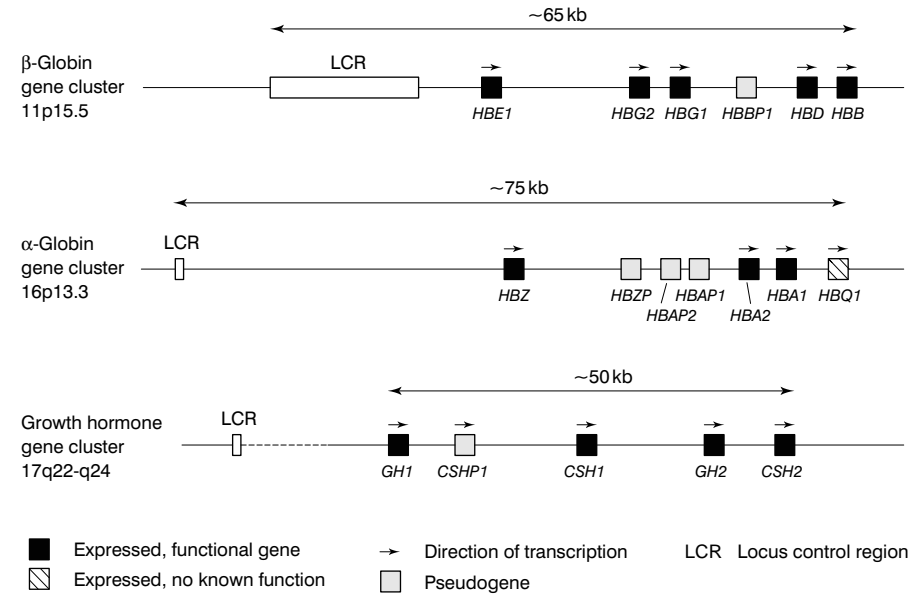 ~65 kb
β-Globin
gene cluster
11p15.5
LCR
HBE1 HBG2 HBG1 HBBP1 HBD HBB
~75 kb
α-Globin
gene cluster
16p13.3
LCR
HBZ HBZP HBAP1 HBA1 HBQ1
HBAP2 HBA2
~50 kb
Growth hormone
gene cluster
17q22-q24
LCR
GH1 CSHP1 CSH1 GH2 CSH2
Expressed, functional gene
Direction of transcription
LCR Locus control region
Expressed, no known function
Pseudogene